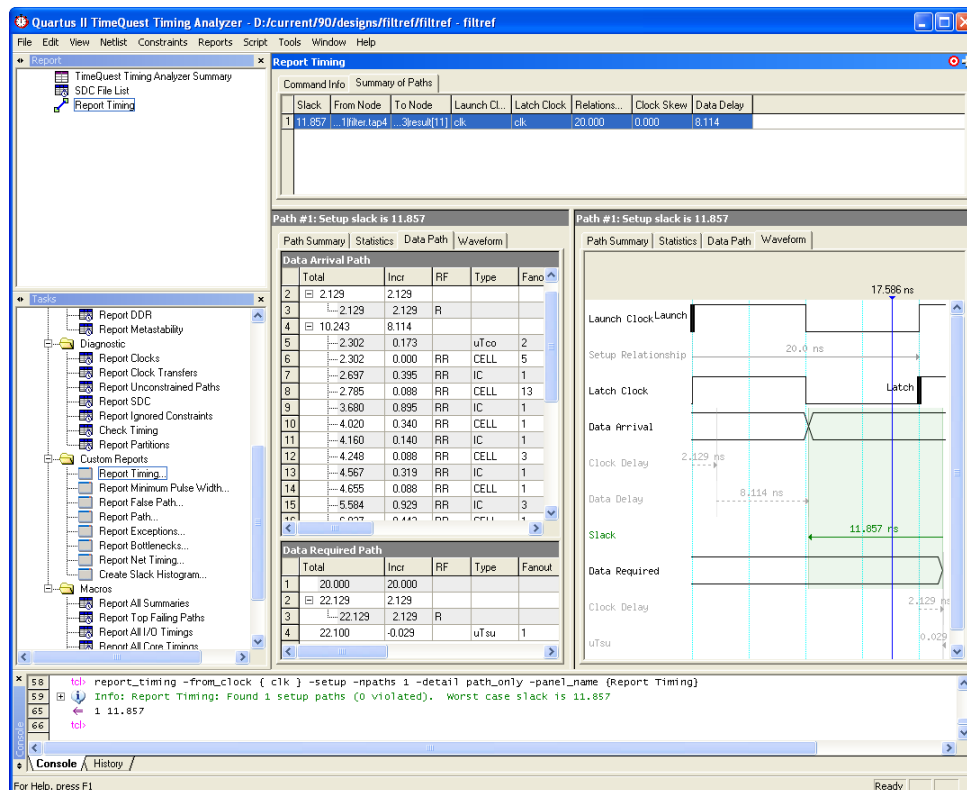 Quartus II TimeQuest Timing Analyzer - D:/current/90/designs/filtref/filtref - filtref
File Edit View Netlist Constraints Reports Script Tools Window Help
Report
TimeQuest Timing Analyzer Summary
SDC File List
Report Timing
Report Timing
Command Info Summary of Paths
Slack From Node To Node Launch Cl... Latch Clock Relations... Clock Skew Data Delay
1 11.857 ...1|filter.tap4 ...3|result[11] clk clk 20.000 0.000 8.114
Tasks
Report DDR
Report Metastability
Diagnostic
Report Clocks
Report Clock Transfers
Report Unconstrained Paths
Report SDC
Report Ignored Constraints
Check Timing
Report Partitions
Custom Reports
Report Timing...
Report Minimum Pulse Width...
Report False Path...
Report Path...
Report Exceptions...
Report Bottlenecks...
Report Net Timing...
Create Slack Histogram...
Macros
Report All Summaries
Report Top Failing Paths
Report All I/O Timings
Report All Core Timings
Path #1: Setup slack is 11.857
Path Summary Statistics Data Path Waveform
Data Arrival Path
Total Incr RF Type Fano
2 2.129 2.129
3 2.129 2.129 R
4 10.243 8.114
5 2.302 0.173 uTco 2
6 2.302 0.000 RR CELL 5
7 2.697 0.395 RR IC 1
8 2.785 0.088 RR CELL 13
9 3.680 0.895 RR IC 1
10 4.020 0.340 RR CELL 1
11 4.160 0.140 RR IC 1
12 4.248 0.088 RR CELL 3
13 4.567 0.319 RR IC 1
14 4.655 0.088 RR CELL 1
15 5.584 0.929 RR IC 3
Data Required Path
Total Incr RF Type Fanout
1 20.000 20.000
2 22.129 2.129
3 22.129 2.129 R
4 22.100 -0.029 uTsu 1
Path #1: Setup slack is 11.857
Path Summary Statistics Data Path Waveform
17.586 ns
Launch Clock Launch
Setup Relationship 20.0 ns
Latch Clock Latch
Data Arrival
Clock Delay 2.129 ns
Data Delay 8.114 ns
Slack 11.857 ns
Data Required
Clock Delay 2.129 ns
uTsu 0.029
58 tcl> report_timing -from_clock { clk } -setup -npaths 1 -detail path_only -panel_name {Report Timing}
59 Info: Report Timing: Found 1 setup paths (0 violated). Worst case slack is 11.857
65 1 11.857
66 tcl>
Console
Console History
For Help, press F1
Ready